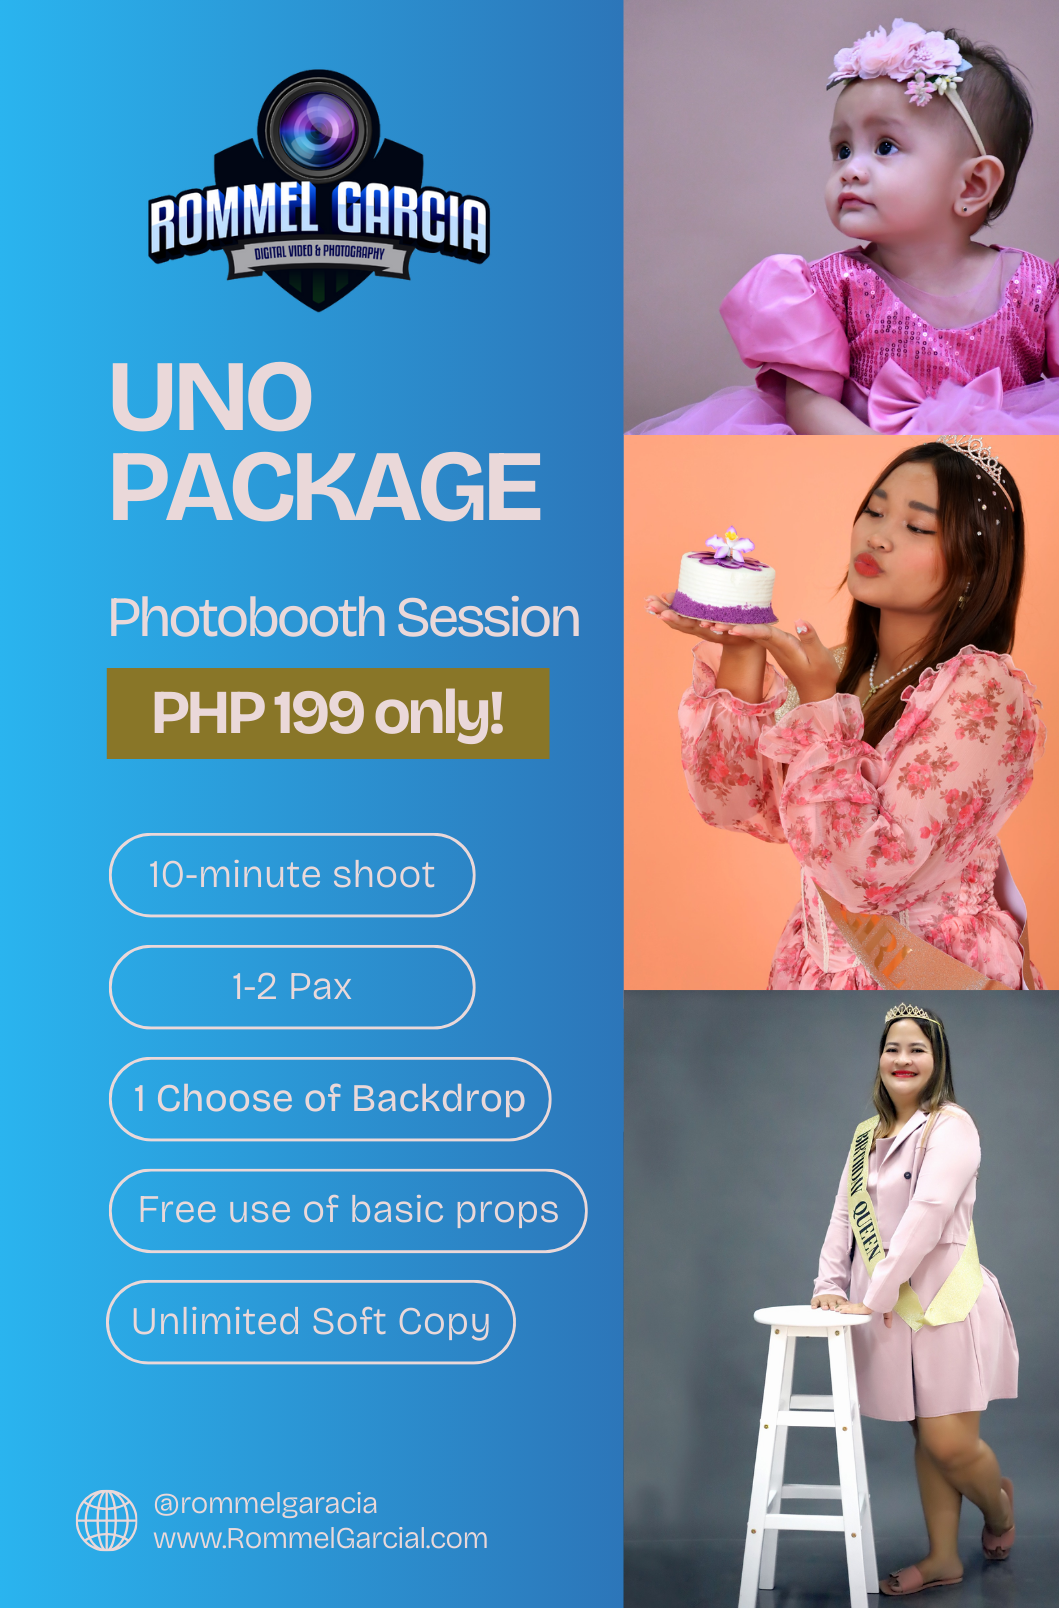 ROMMEL GARCIA
DIGITAL VIDEO & PHOTOGRAPHY
UNO
PACKAGE
Photobooth Session
PHP 199 only!
10-minute shoot
1-2 Pax
1 Choose of Backdrop
Free use of basic props
Unlimited Soft Copy
@rommelgaracia
www.RommelGarcial.com
BIRTHDAY QUEEN